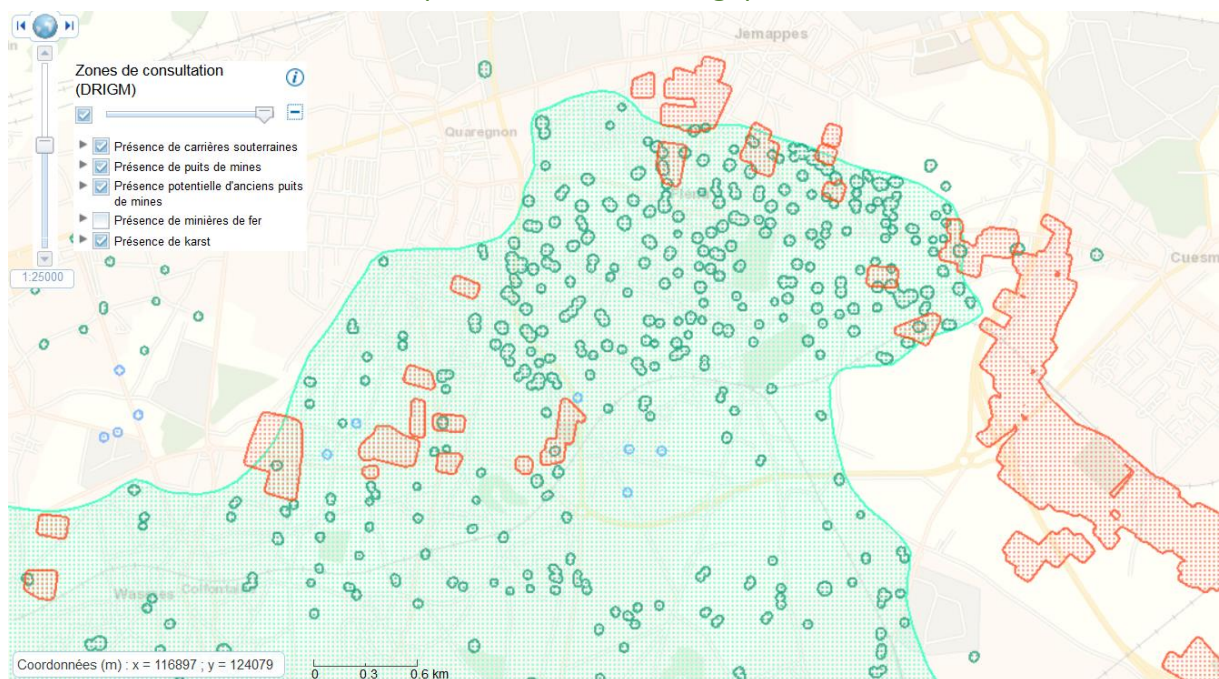 Jemappes
Zones de consultation
(DRIGM)
Quaregnon
Présence de carrières souterraines
Présence de puits de mines
Présence potentielle d'anciens puits
de mines
Présence de minières de fer
Présence de karst
1:25000
Cuesm
Wasmes
Coordonnées (m) : x = 116897 ; y = 124079
0 0.3 0.6 km